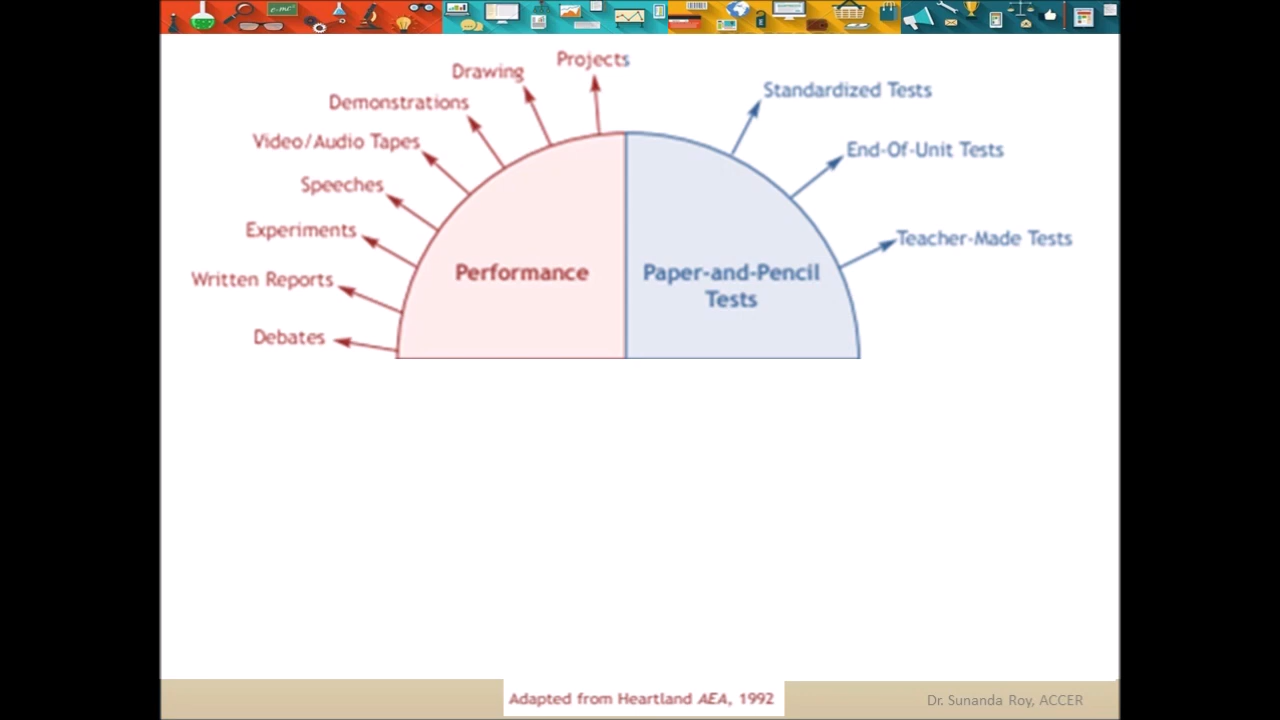 Projects
Drawing
Standardized Tests
Demonstrations
Video/Audio Tapes
End-Of-Unit Tests
Speeches
Experiments
Teacher-Made Tests
Written Reports
Performance
Paper-and-Pencil
Tests
Debates
Adapted from Heartland AEA, 1992
Dr. Sunanda Roy, ACCER